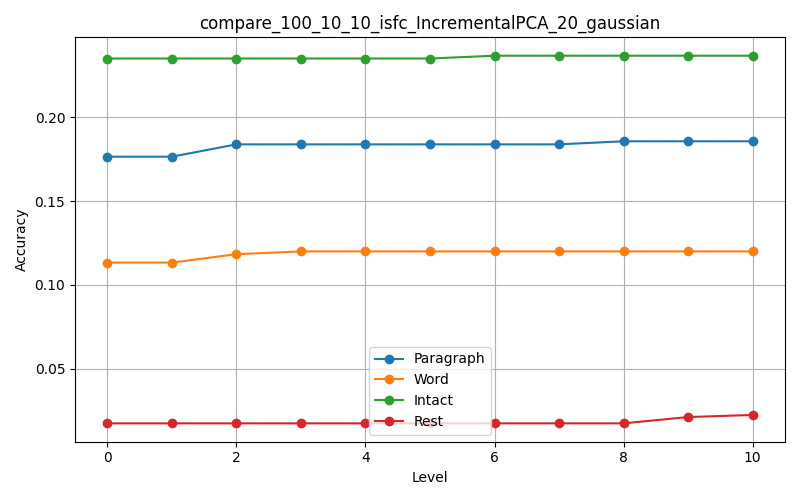 compare_100_10_10_isfc_IncrementalPCA_20_gaussian
Accuracy
0.20
0.15
0.10
0.05
Paragraph
Word
Intact
Rest
0 2 4 6 8 10
Level